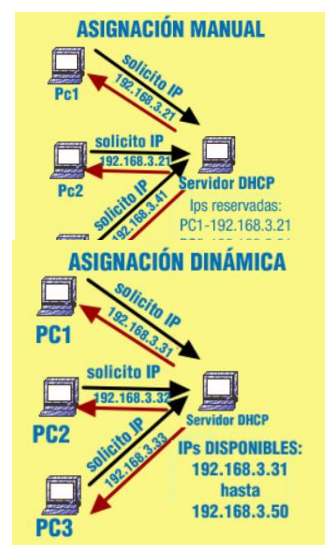 ASIGNACIÓN MANUAL
solicito IP
192.168.3.21
Pc1
solicito IP
192.168.3.21
Pc2
Servidor DHCP
solicito IP
192.168.3.41
Ips reservadas:
PC1-192.168.3.21
ASIGNACIÓN DINÁMICA
solicito IP
192.168.3.31
PC1
solicito IP
192.168.3.32
PC2
Servidor DHCP
solicito IP
192.168.3.33
IPs DISPONIBLES:
192.168.3.31
hasta
192.168.3.50
PC3